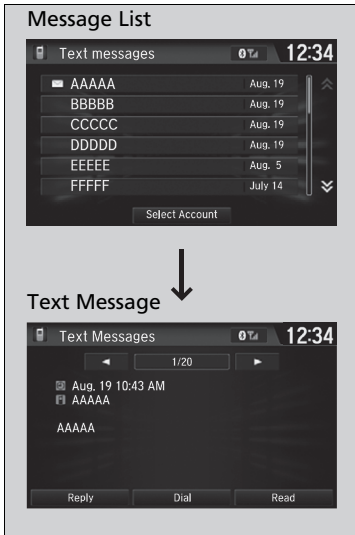 Message List
Text messages 12:34
AAAAA Aug. 19
BBBBB Aug. 19
CCCCC Aug. 19
DDDDD Aug. 19
EEEEE Aug. 5
FFFFF July 14
Select Account
Text Message
Text Messages 12:34
1/20
Aug. 19 10:43 AM
AAAAA
AAAAA
Reply Dial Read